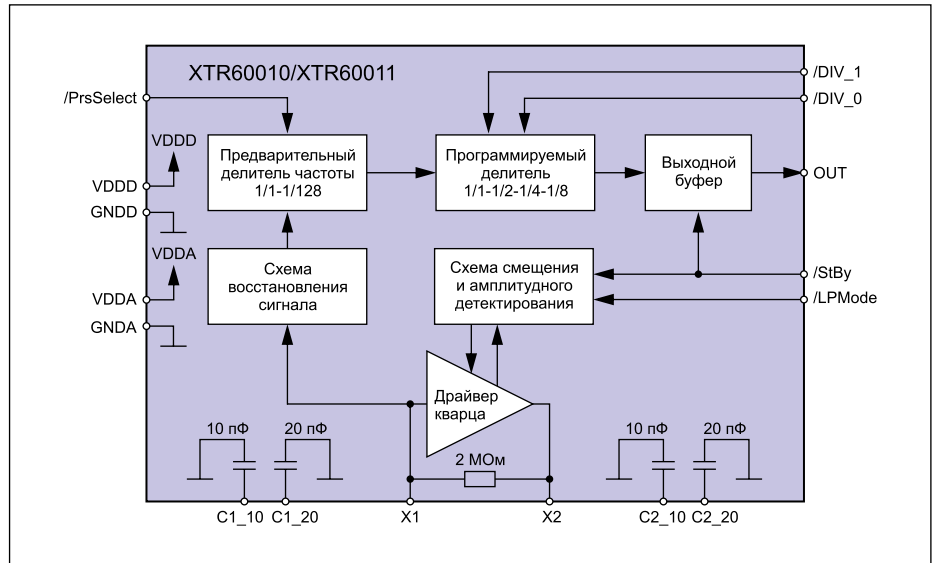 XTR60010/XTR60011
/DIV_1
/PrsSelect
/DIV_0
VDDD
Предварительный
делитель частоты
1/1-1/128
Программируемый
делитель
1/1-1/2-1/4-1/8
Выходной
буфер
OUT
VDDD
GNDD
VDDA
Схема
восстановления
сигнала
Схема смещения
и амплитудного
детектирования
/StBy
VDDA
/LPMode
GNDA
Драйвер
кварца
10 пФ
20 пФ
2 МОм
10 пФ
20 пФ
C1_10
C1_20
X1
X2
C2_10
C2_20